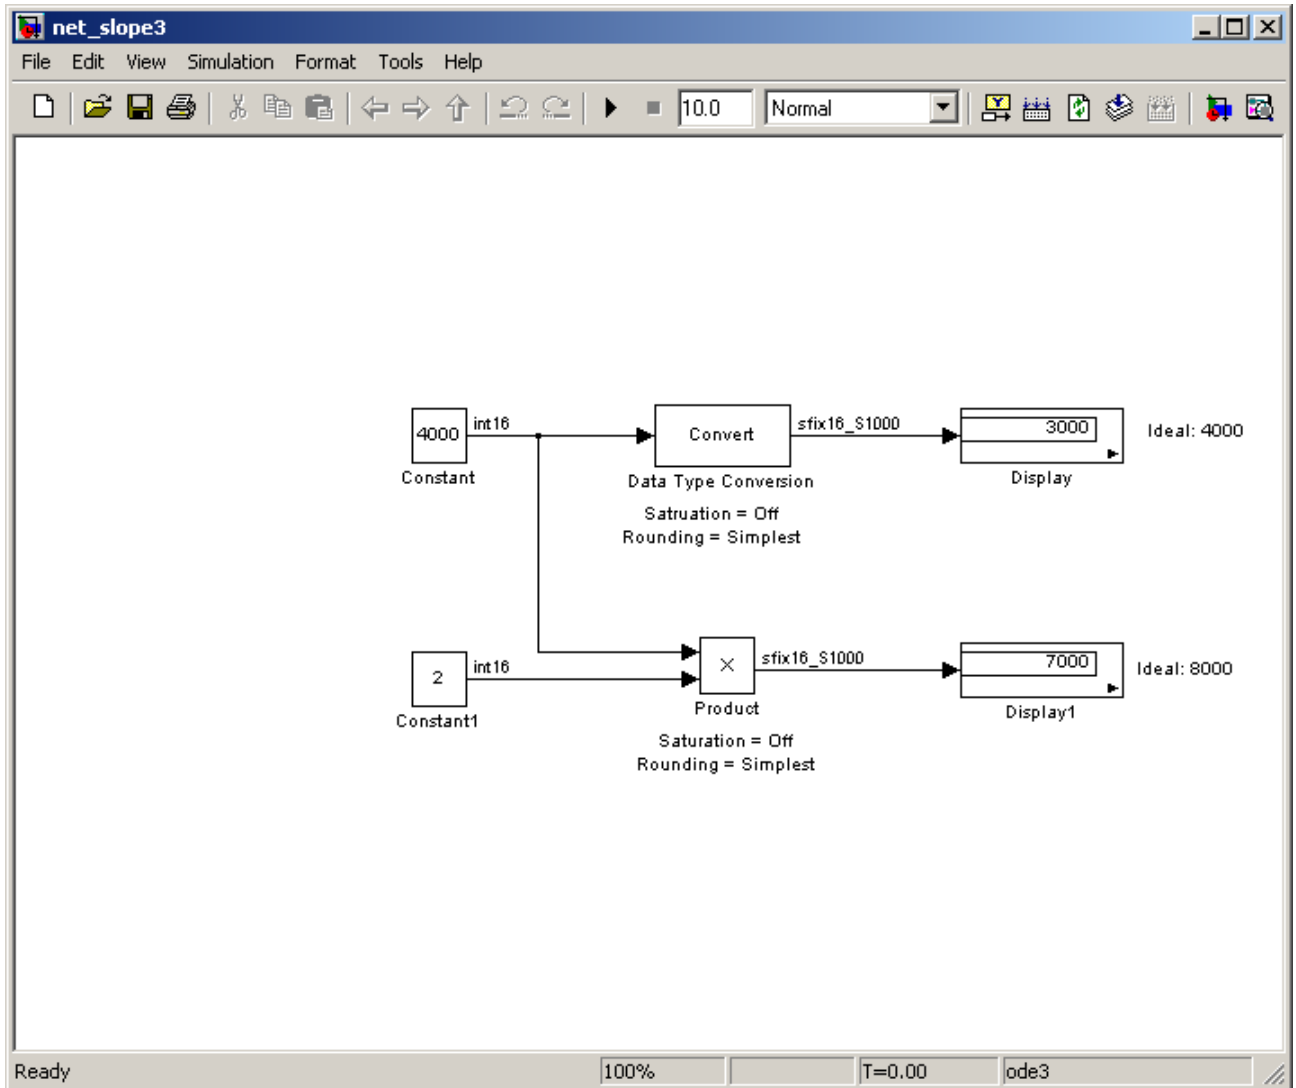 net_slope3
File Edit View Simulation Format Tools Help
10.0 Normal
4000 int16 Convert sfix16_S1000 3000 Ideal: 4000
Constant Data Type Conversion Display
Satruation = Off
Rounding = Simplest
2 int16 × sfix16_S1000 7000 Ideal: 8000
Constant1 Product Display1
Saturation = Off
Rounding = Simplest
Ready 100% T=0.00 ode3